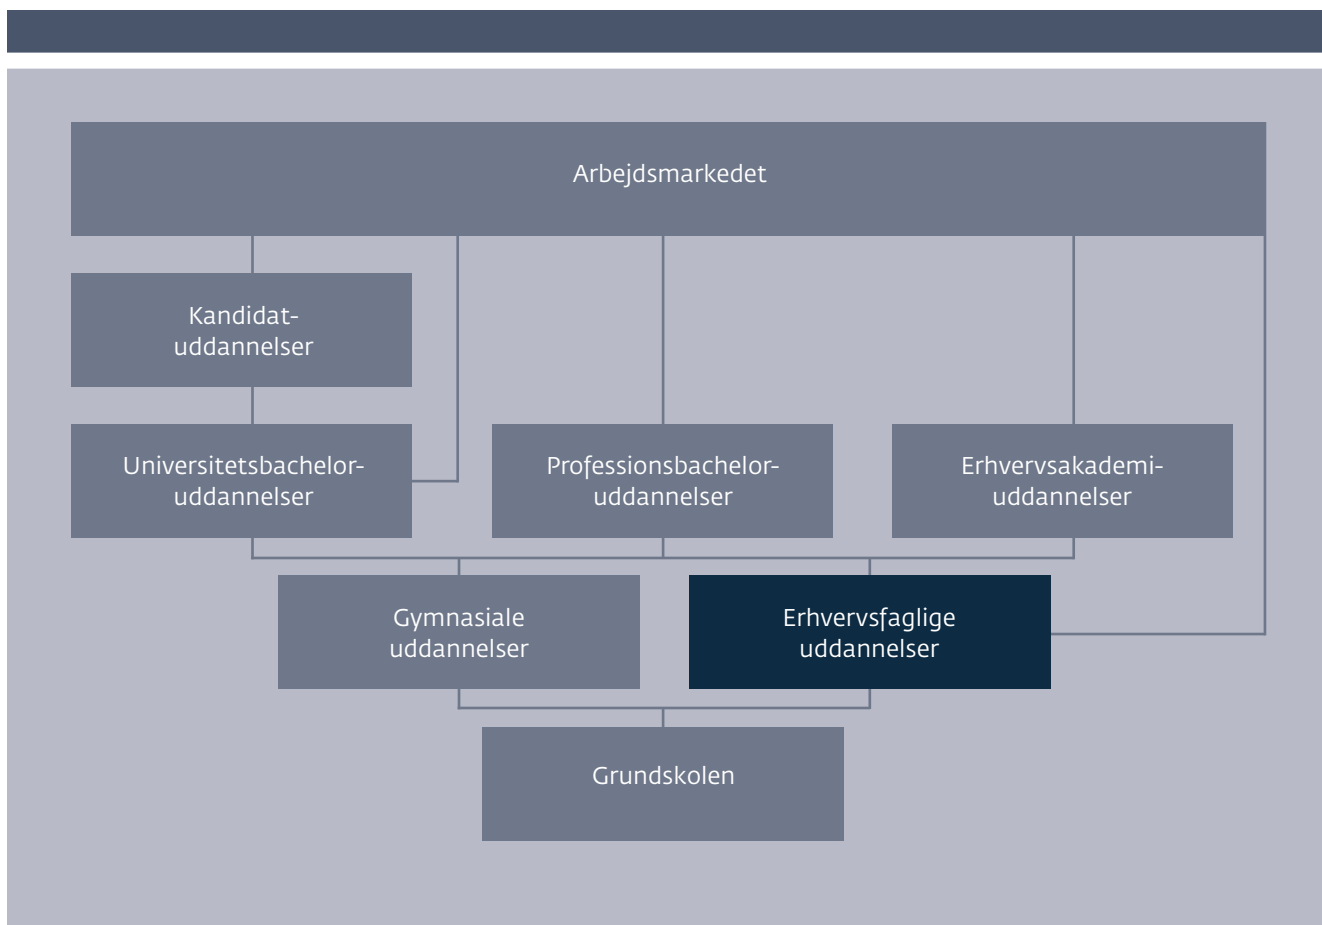 Arbejdsmarkedet
Kandidat-
uddannelser
Universitetsbachelor-
uddannelser
Professionsbachelor-
uddannelser
Erhvervsakademi-
uddannelser
Gymnasiale
uddannelser
Erhvervsfaglige
uddannelser
Grundskolen